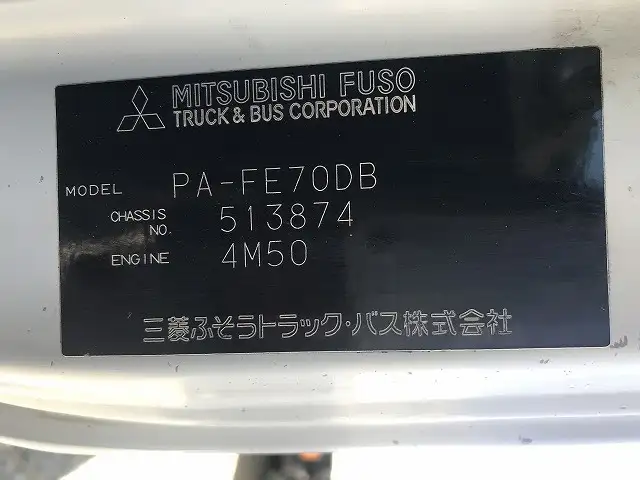 MITSUBISHI FUSO
TRUCK & BUS CORPORATION
MODEL PA-FE70DB
CHASSIS NO. 513874
ENGINE 4M50
三菱ふそうトラック・バス株式会社